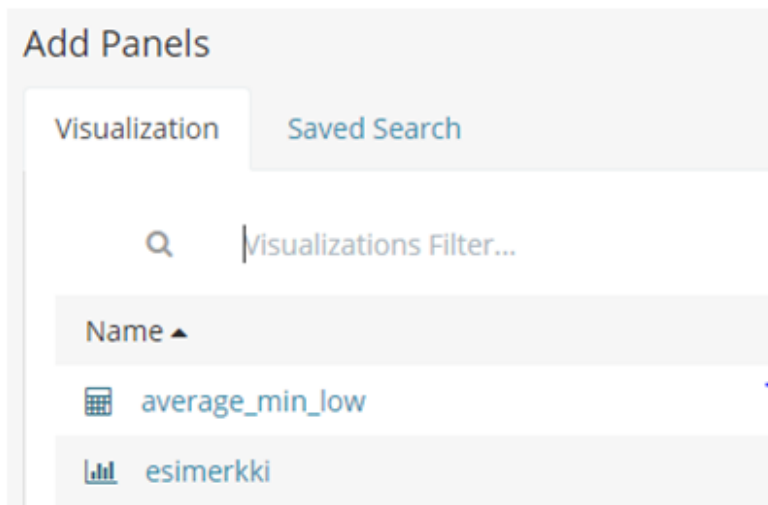 Add Panels
Visualization Saved Search
Visualizations Filter...
Name
average_min_low
esimerkki